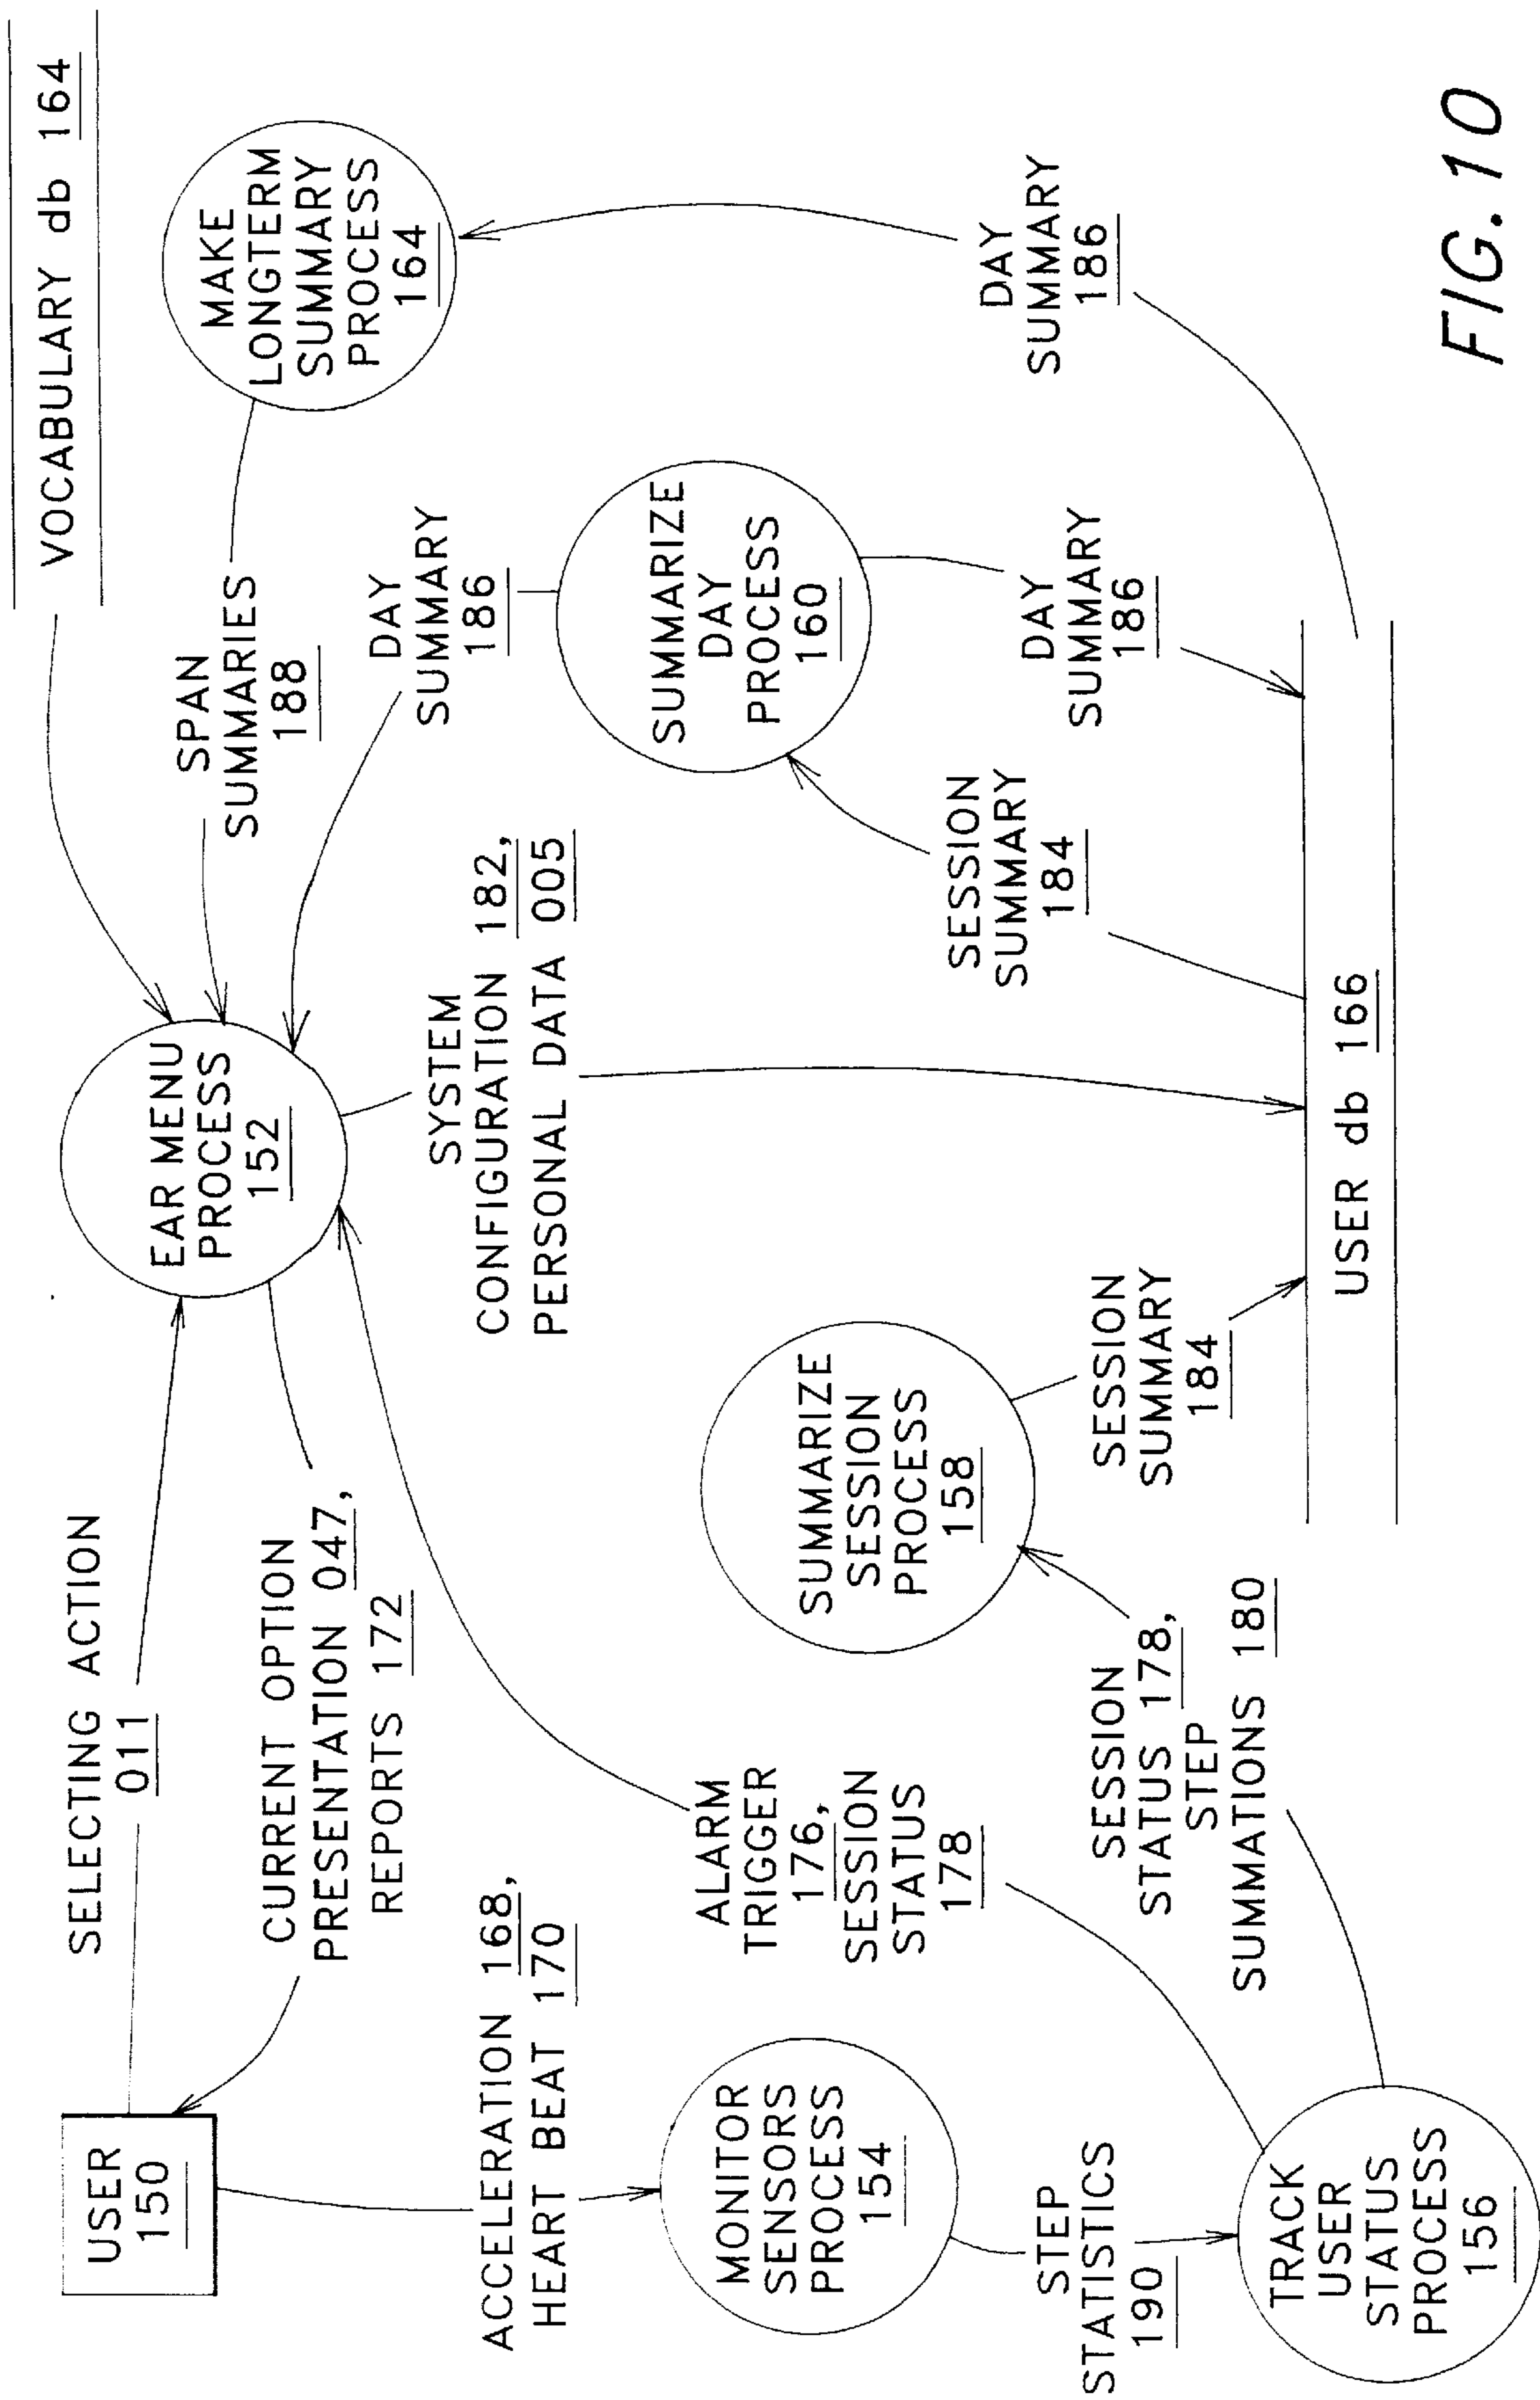 VOCABULARY db 164
USER
150
SELECTING ACTION
011
CURRENT OPTION
PRESENTATION 047,
REPORTS 172
EAR MENU
PROCESS
152
SPAN
SUMMARIES
188
MAKE
LONGTERM
SUMMARY
PROCESS
164
DAY
SUMMARY
186
SYSTEM
CONFIGURATION 182,
PERSONAL DATA 005
ACCELERATION 168,
HEART BEAT 170
MONITOR
SENSORS
PROCESS
154
ALARM
TRIGGER
176,
SESSION
STATUS
178
SUMMARIZE
SESSION
PROCESS
158
SUMMARIZE
DAY
PROCESS
160
SESSION
SUMMARY
184
DAY
SUMMARY
186
DAY
SUMMARY
186
STEP
STATISTICS
190
SESSION
STATUS 178,
STEP
SUMMATIONS 180
SESSION
SUMMARY
184
TRACK
USER
STATUS
PROCESS
156
USER db 166
FIG.10